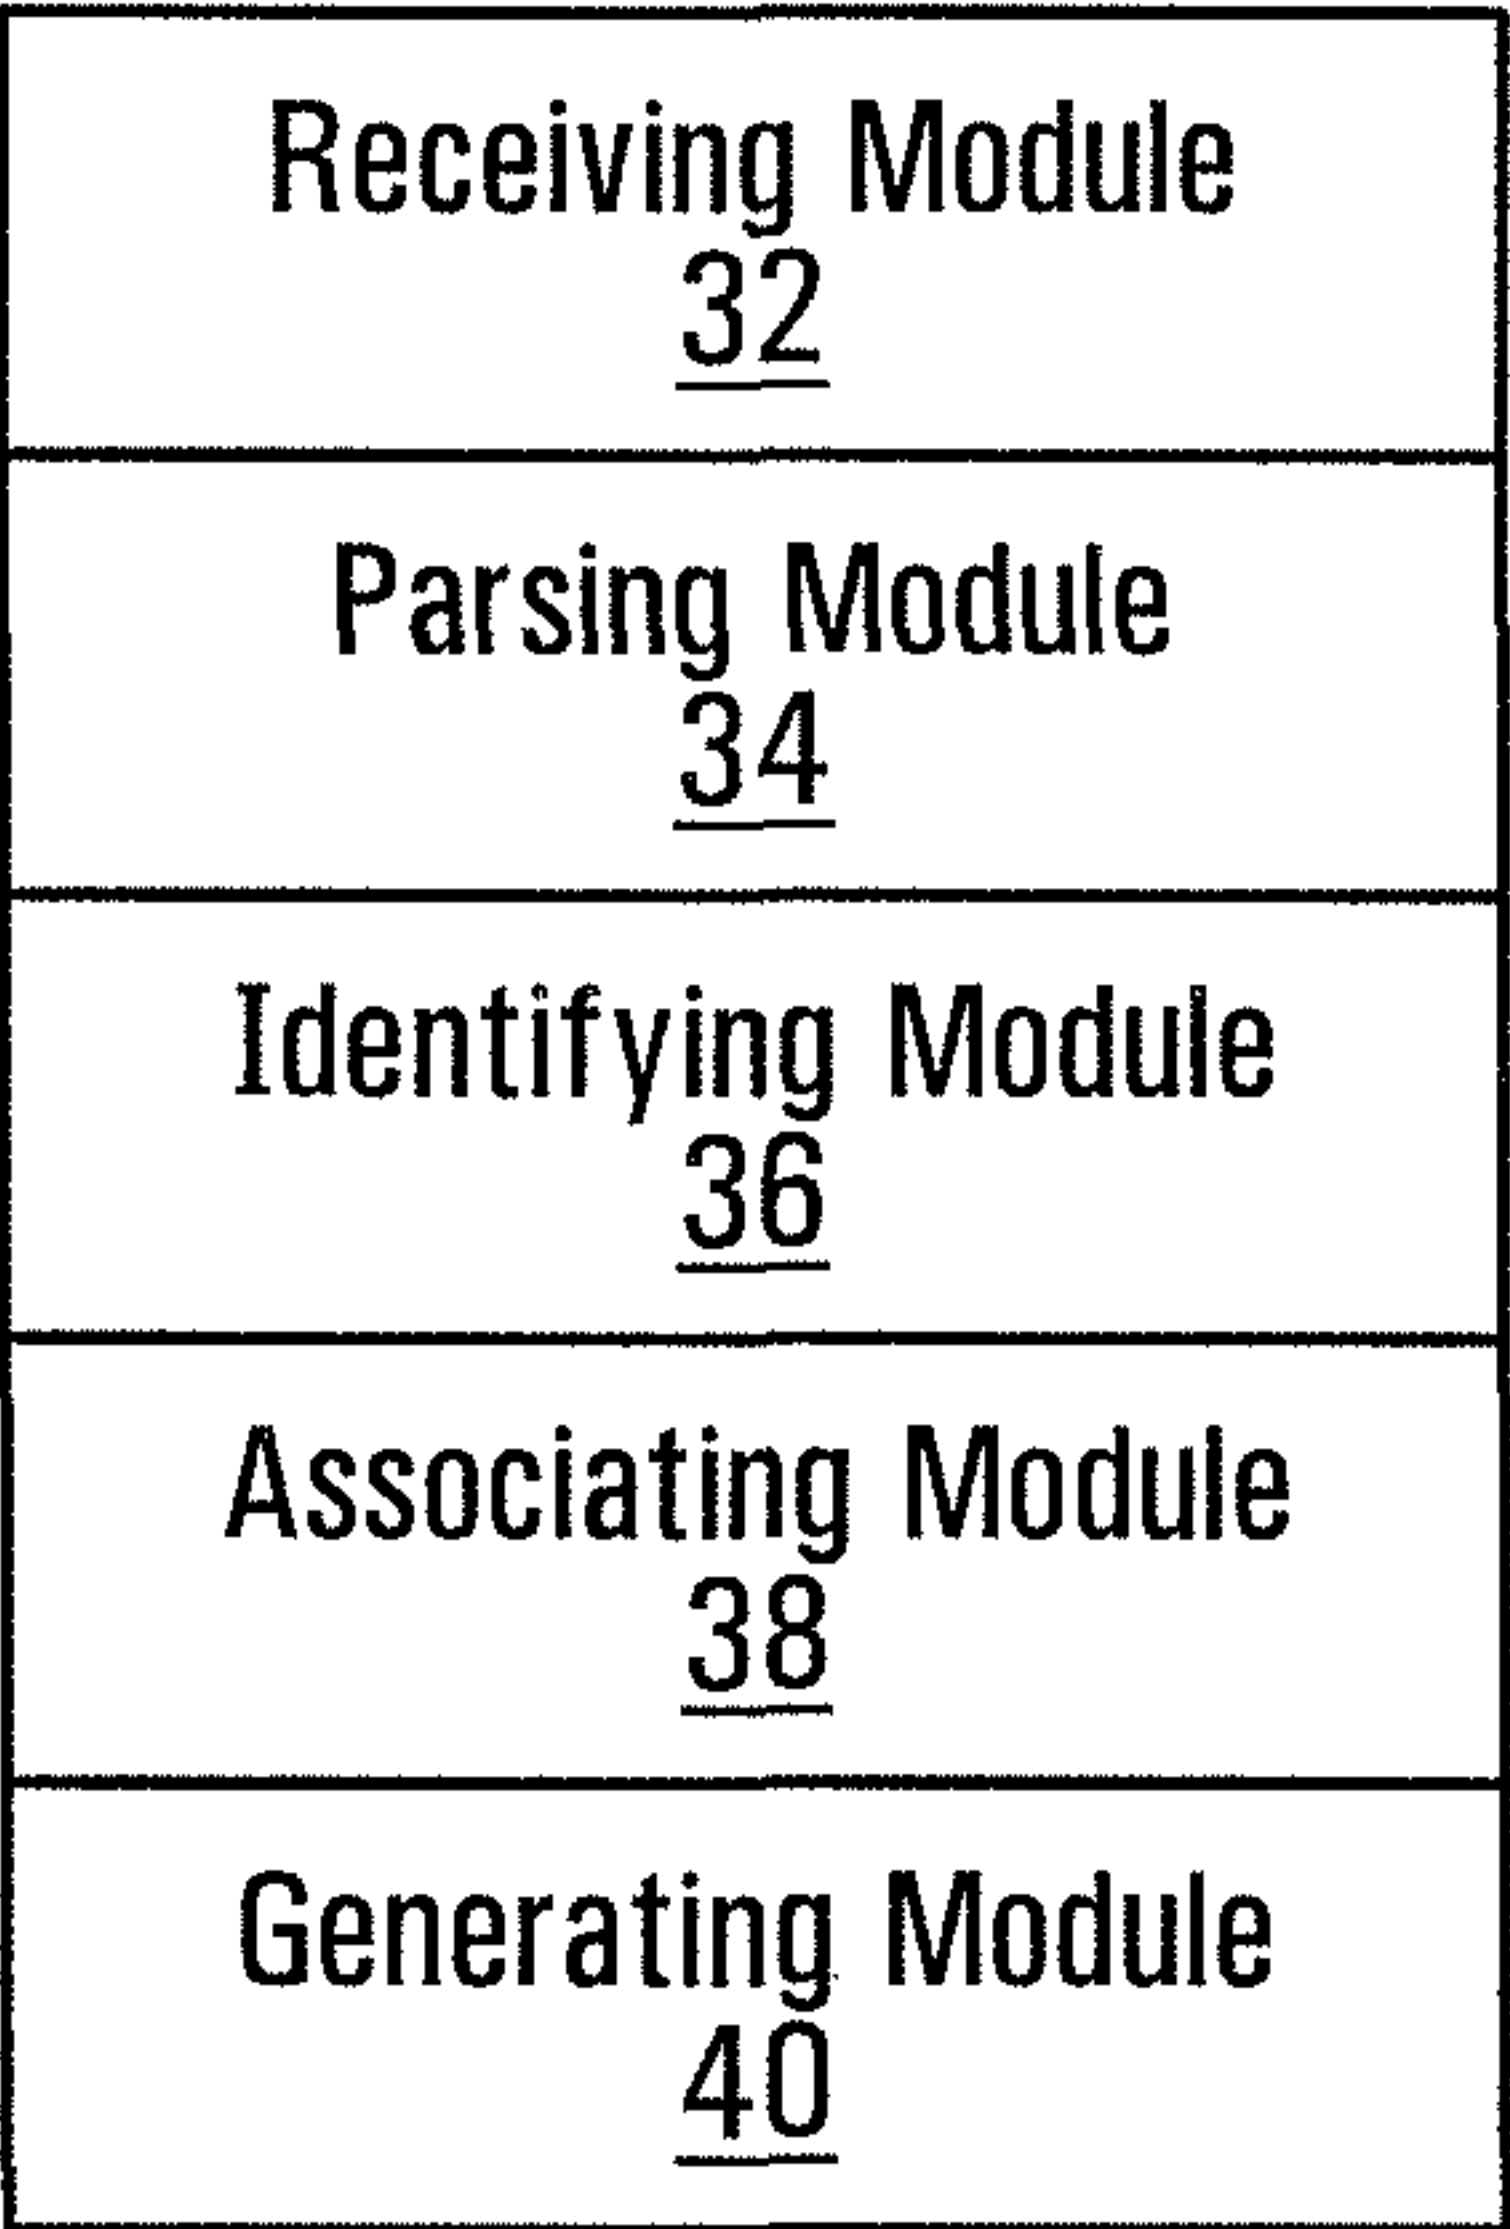 Receiving Module
32
Parsing Module
34
Identifying Module
36
Associating Module
38
Generating Module
40